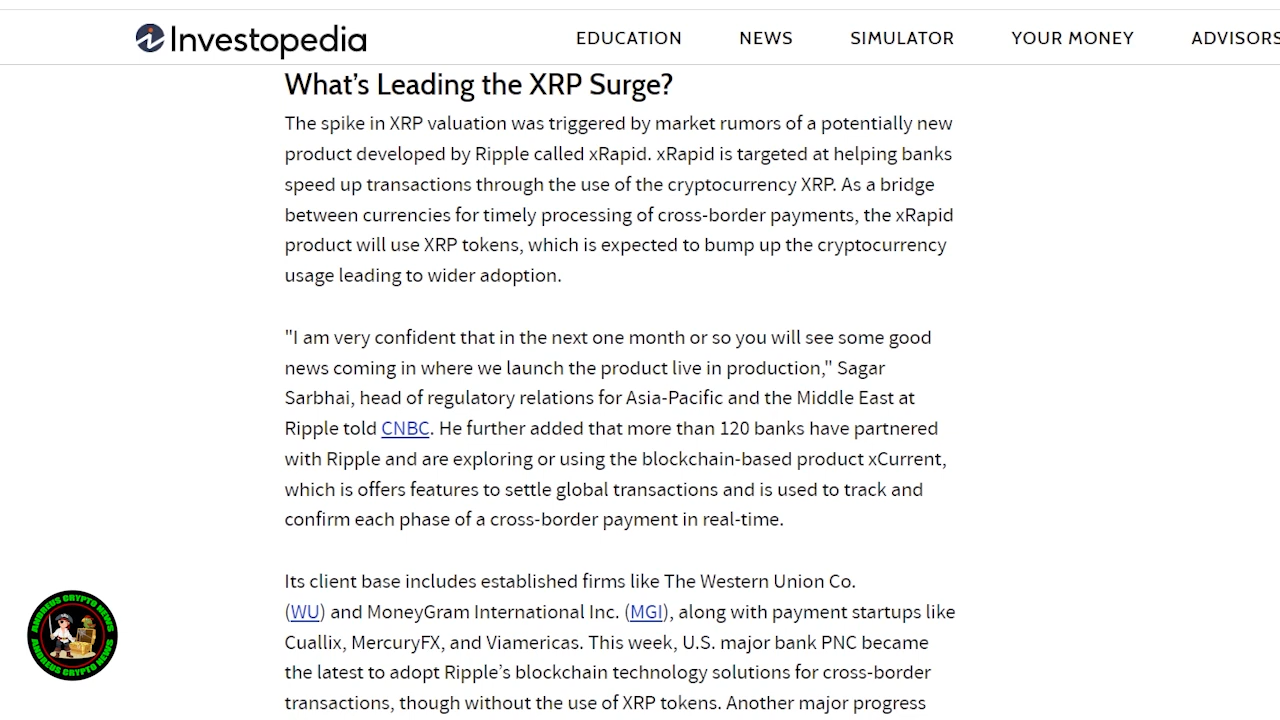 Investopedia
EDUCATION NEWS SIMULATOR YOUR MONEY ADVISORS
What's Leading the XRP Surge?
The spike in XRP valuation was triggered by market rumors of a potentially new
product developed by Ripple called xRapid. xRapid is targeted at helping banks
speed up transactions through the use of the cryptocurrency XRP. As a bridge
between currencies for timely processing of cross-border payments, the xRapid
product will use XRP tokens, which is expected to bump up the cryptocurrency
usage leading to wider adoption.
"I am very confident that in the next one month or so you will see some good
news coming in where we launch the product live in production," Sagar
Sarbhai, head of regulatory relations for Asia-Pacific and the Middle East at
Ripple told CNBC. He further added that more than 120 banks have partnered
with Ripple and are exploring or using the blockchain-based product xCurrent,
which is offers features to settle global transactions and is used to track and
confirm each phase of a cross-border payment in real-time.
Its client base includes established firms like The Western Union Co.
(WU) and MoneyGram International Inc. (MGI), along with payment startups like
Cuallix, MercuryFX, and Viamericas. This week, U.S. major bank PNC became
the latest to adopt Ripple's blockchain technology solutions for cross-border
transactions, though without the use of XRP tokens. Another major progress
ANDREUS CRYPTO NEWS
ANDREUS CRYPTO NEWS